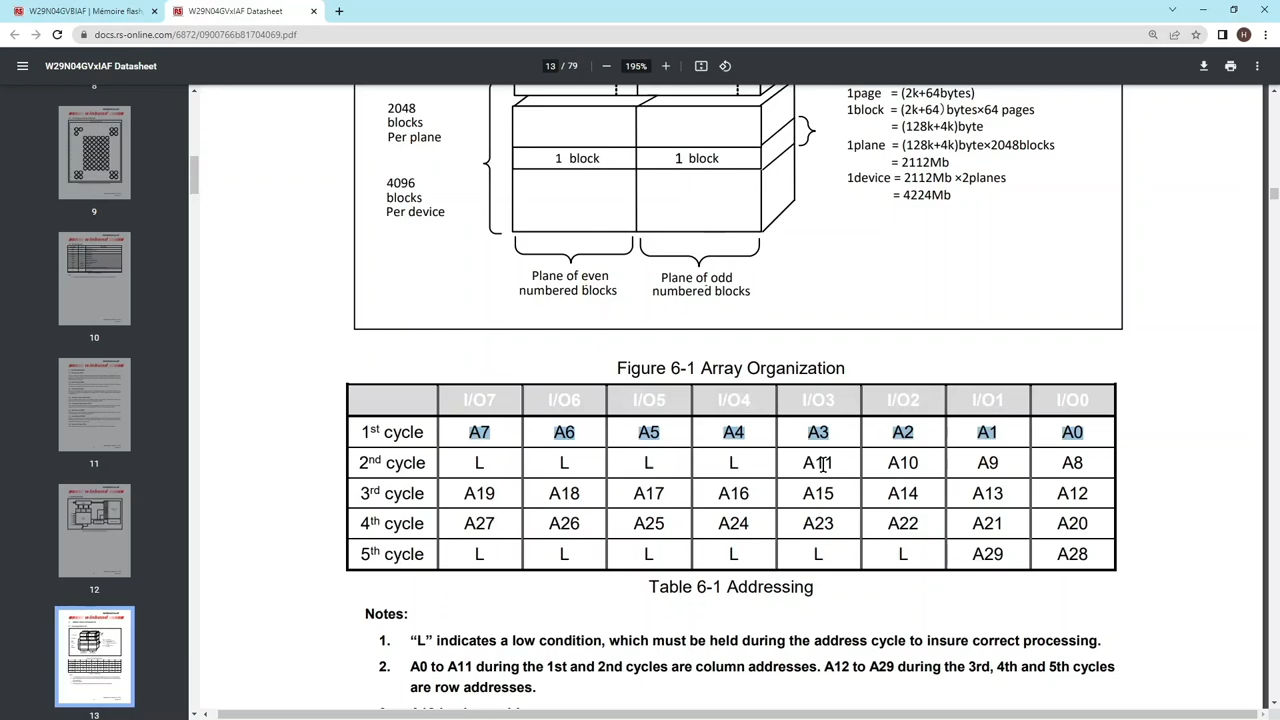 W29N04GVBIAF | Mémoire flash
W29N04GVxIAF Datasheet
docs.rs-online.com/6872/0900766b81704069.pdf
W29N04GVxIAF Datasheet
13 / 79
195%
8
9
10
11
12
13
2048
blocks
Per plane
4096
blocks
Per device
1 block
1 block
Plane of even
numbered blocks
Plane of odd
numbered blocks
1page = (2k+64bytes)
1block = (2k+64) bytes×64 pages
= (128k+4k)byte
1plane = (128k+4k)byte×2048blocks
= 2112Mb
1device = 2112Mb ×2planes
= 4224Mb
Figure 6-1 Array Organization
I/O7 I/O6 I/O5 I/O4 I/O3 I/O2 I/O1 I/O0
1st cycle A7 A6 A5 A4 A3 A2 A1 A0
2nd cycle L L L L A11 A10 A9 A8
3rd cycle A19 A18 A17 A16 A15 A14 A13 A12
4th cycle A27 A26 A25 A24 A23 A22 A21 A20
5th cycle L L L L L L A29 A28
Table 6-1 Addressing
Notes:
1. “L” indicates a low condition, which must be held during the address cycle to insure correct processing.
2. A0 to A11 during the 1st and 2nd cycles are column addresses. A12 to A29 during the 3rd, 4th and 5th cycles
are row addresses.